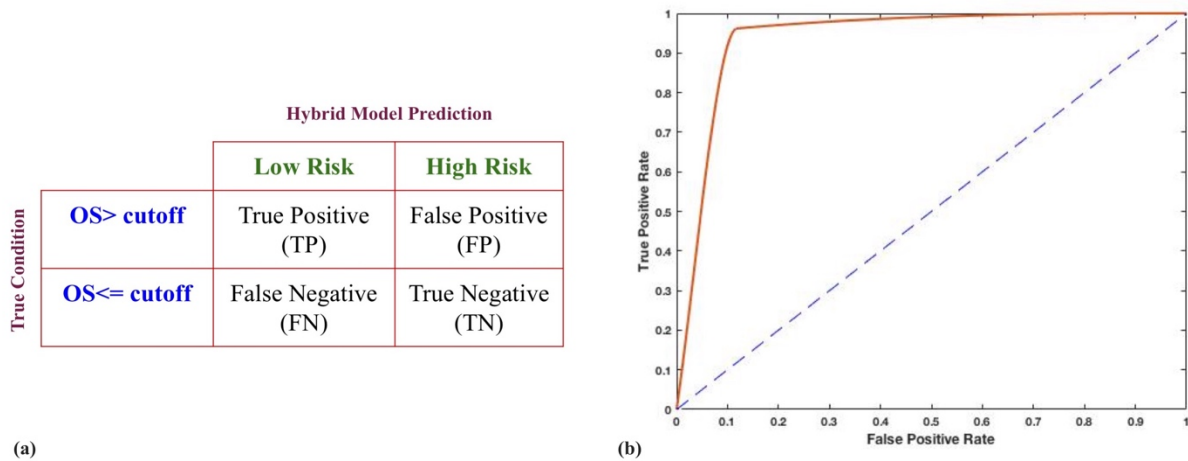 Hybrid Model Prediction
Low Risk
High Risk
True Condition
OS> cutoff
True Positive
(TP)
False Positive
(FP)
OS<= cutoff
False Negative
(FN)
True Negative
(TN)
(a)
True Positive Rate
1
0.9
0.8
0.7
0.6
0.5
0.4
0.3
0.2
0.1
0
0 0.1 0.2 0.3 0.4 0.5 0.6 0.7 0.8 0.9 1
False Positive Rate
(b)